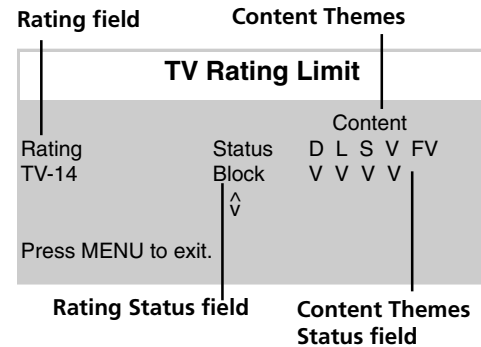 Rating field
Content Themes
TV Rating Limit
Content
Rating Status D L S V FV
TV-14 Block V V V V
Press MENU to exit.
Rating Status field
Content Themes
Status field